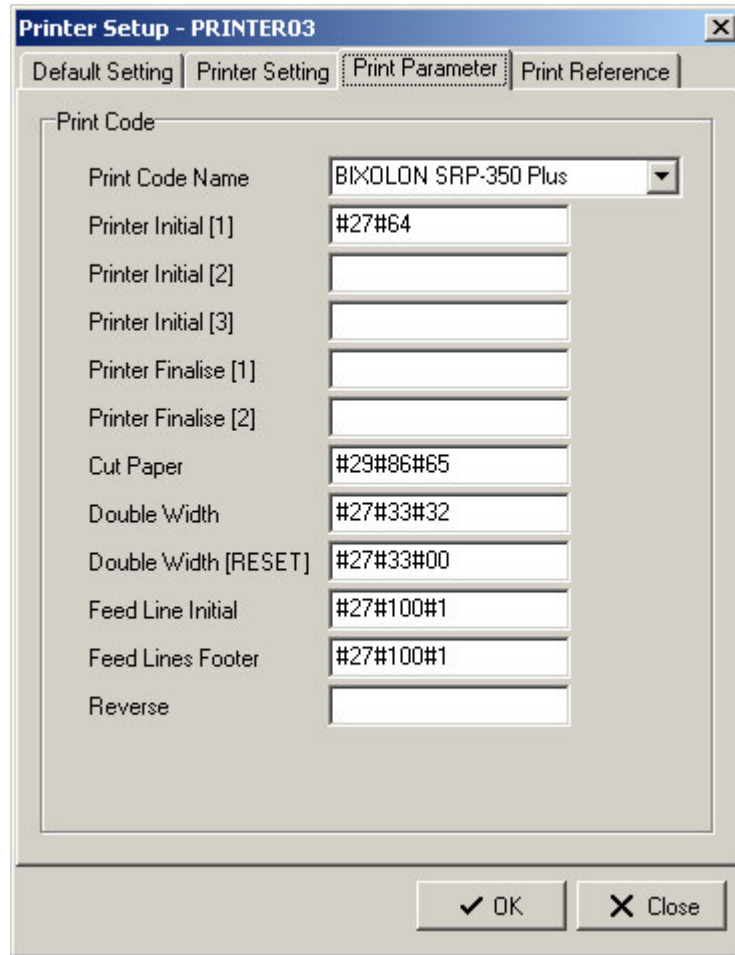 Printer Setup - PRINTER03
Default Setting Printer Setting Print Parameter Print Reference
Print Code
Print Code Name BIXOLON SRP-350 Plus
Printer Initial [1] #27#64
Printer Initial [2]
Printer Initial [3]
Printer Finalise [1]
Printer Finalise [2]
Cut Paper #29#86#65
Double Width #27#33#32
Double Width [RESET] #27#33#00
Feed Line Initial #27#100#1
Feed Lines Footer #27#100#1
Reverse
OK Close